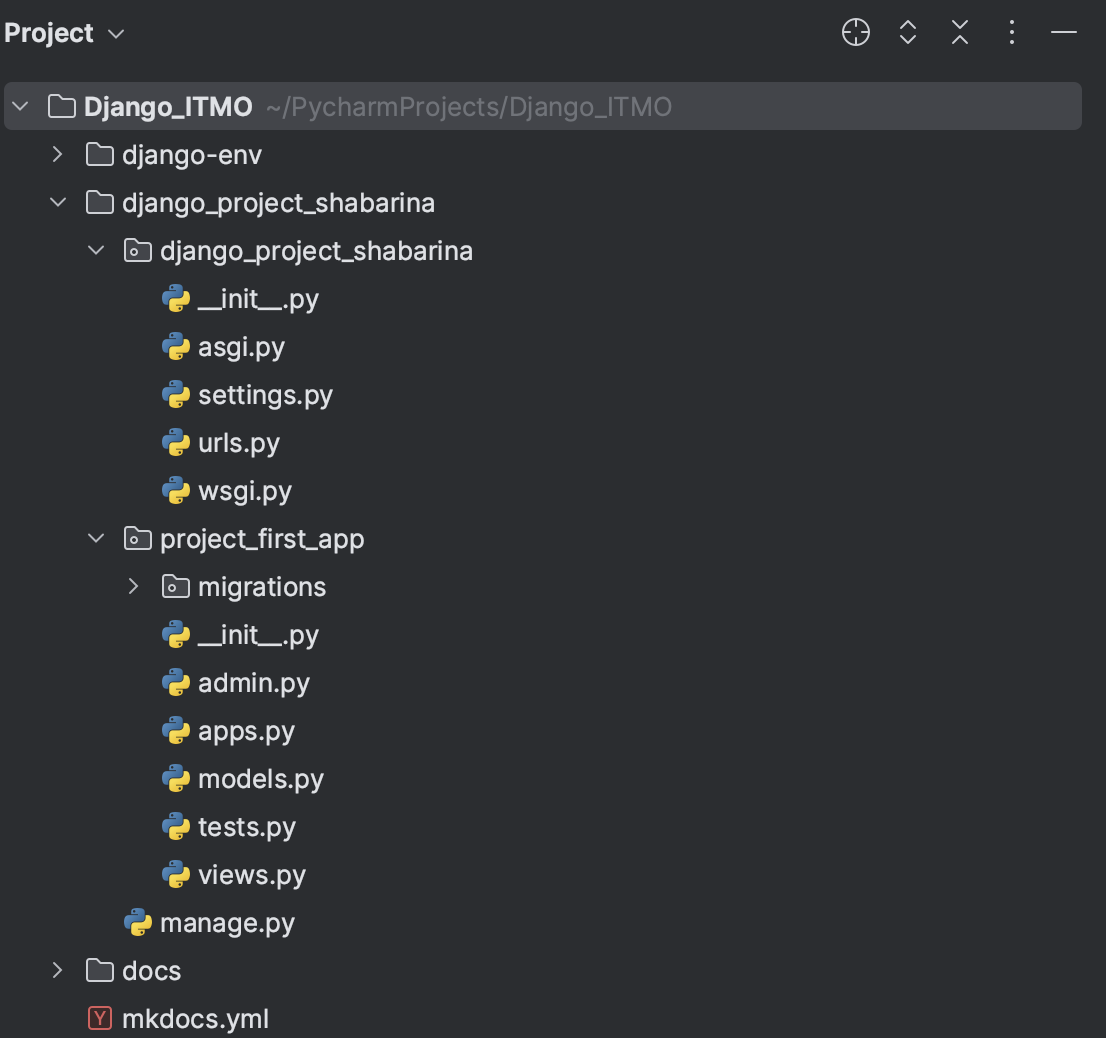 Project
Django_ITMO ~/PycharmProjects/Django_ITMO
django-env
django_project_shabarina
django_project_shabarina
__init__.py
asgi.py
settings.py
urls.py
wsgi.py
project_first_app
migrations
__init__.py
admin.py
apps.py
models.py
tests.py
views.py
manage.py
docs
Y mkdocs.yml